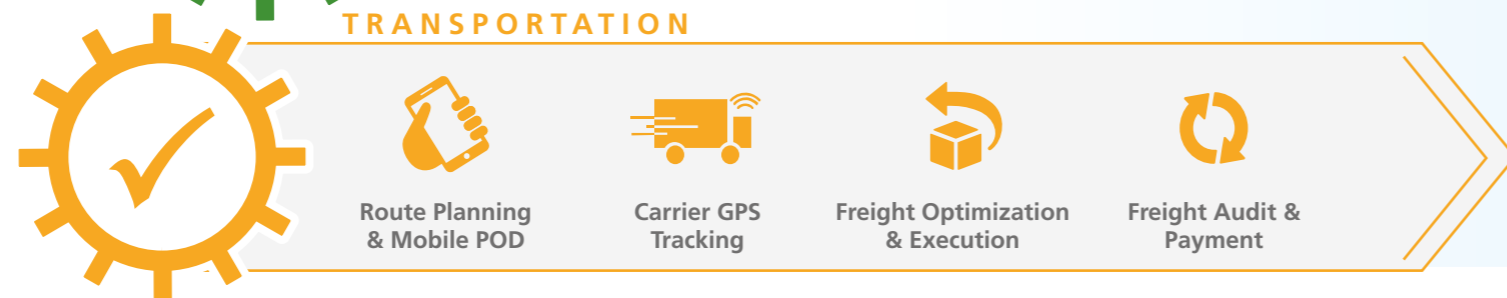 TRANSPORTATION
Route Planning
& Mobile POD
Carrier GPS
Tracking
Freight Optimization
& Execution
Freight Audit &
Payment